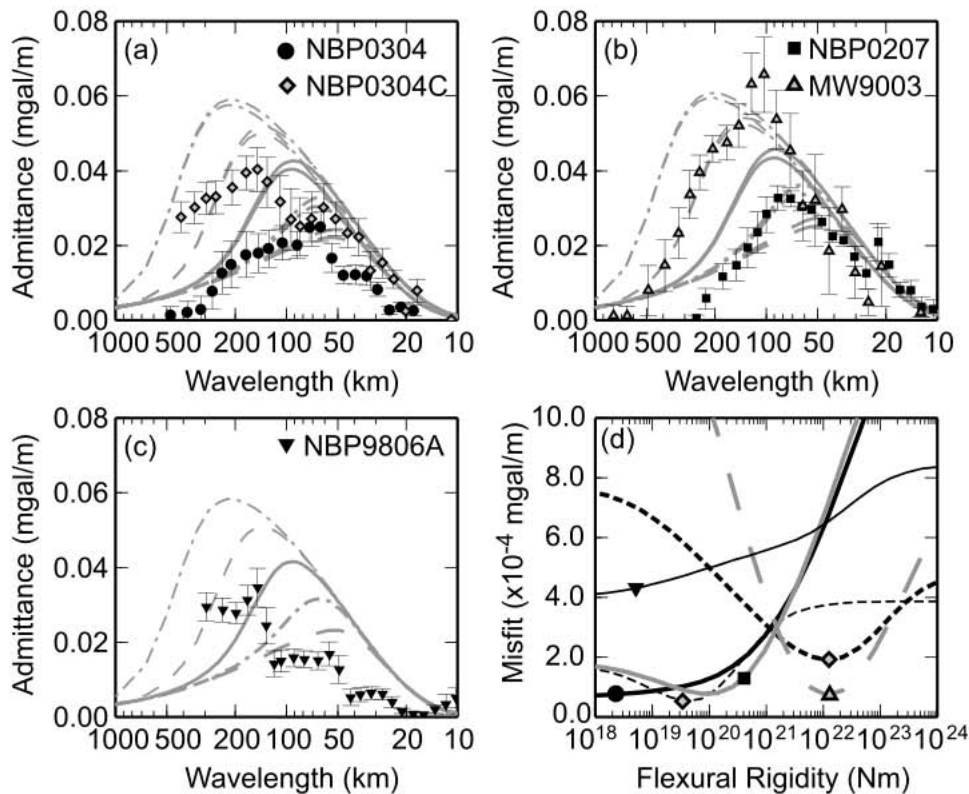 (a)
NBP0304
NBP0304C
Admittance (mgal/m)
0.08
0.06
0.04
0.02
0.00
1000 500 200 100 50 20 10
Wavelength (km)
(b)
NBP0207
MW9003
Admittance (mgal/m)
0.08
0.06
0.04
0.02
0.00
1000 500 200 100 50 20 10
Wavelength (km)
(c)
NBP9806A
Admittance (mgal/m)
0.08
0.06
0.04
0.02
0.00
1000 500 200 100 50 20 10
Wavelength (km)
(d)
Misfit (x10⁻⁴ mgal/m)
10.0
8.0
6.0
4.0
2.0
0.0
10¹⁸ 10¹⁹ 10²⁰ 10²¹ 10²² 10²³ 10²⁴
Flexural Rigidity (Nm)